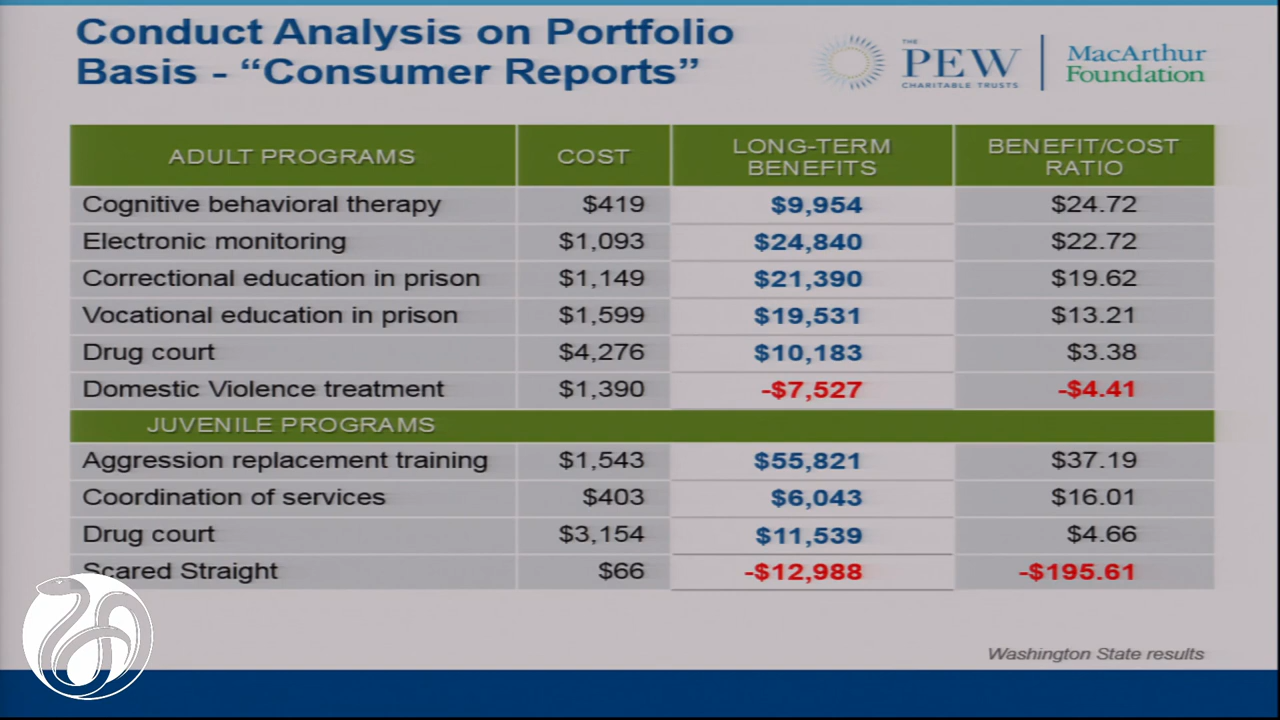 Conduct Analysis on Portfolio
Basis - “Consumer Reports”
THE
PEW
CHARITABLE TRUSTS
MacArthur
Foundation
ADULT PROGRAMS COST LONG-TERM BENEFITS BENEFIT/COST RATIO
Cognitive behavioral therapy $419 $9,954 $24.72
Electronic monitoring $1,093 $24,840 $22.72
Correctional education in prison $1,149 $21,390 $19.62
Vocational education in prison $1,599 $19,531 $13.21
Drug court $4,276 $10,183 $3.38
Domestic Violence treatment $1,390 -$7,527 -$4.41
JUVENILE PROGRAMS
Aggression replacement training $1,543 $55,821 $37.19
Coordination of services $403 $6,043 $16.01
Drug court $3,154 $11,539 $4.66
Scared Straight $66 -$12,988 -$195.61
Washington State results